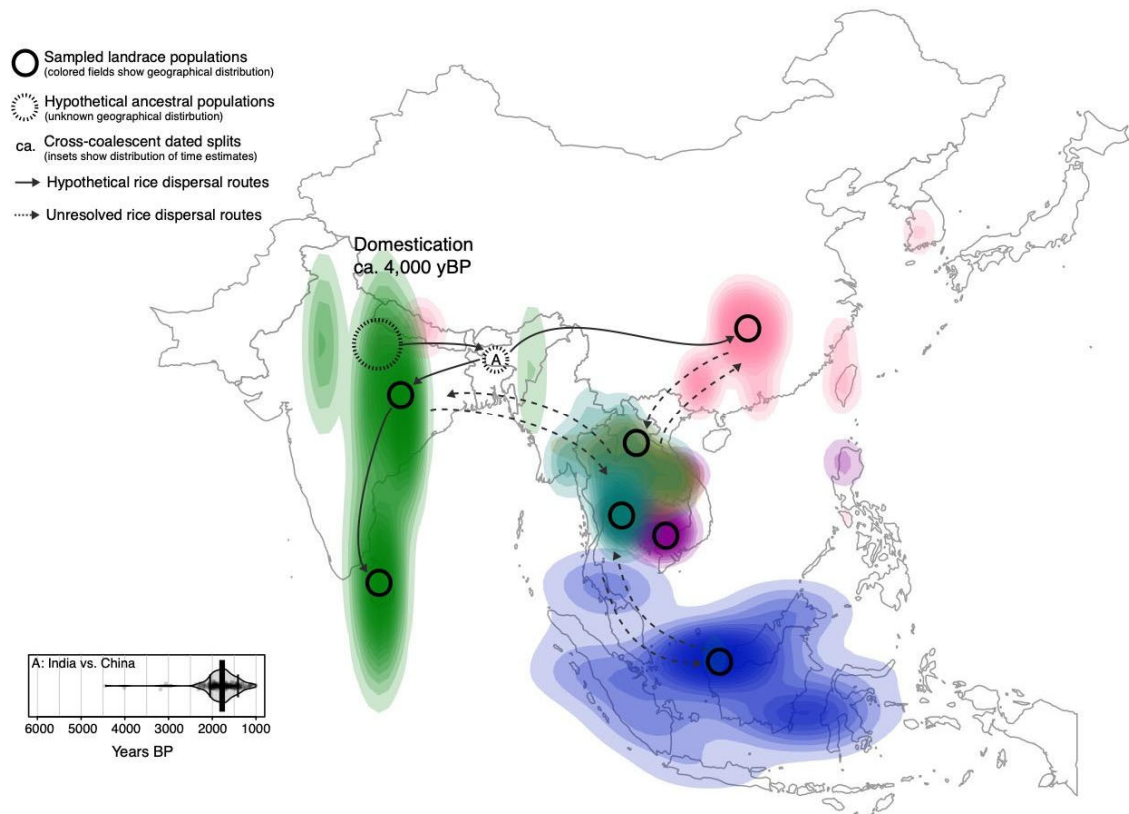 Sampled landrace populations
(colored fields show geographical distribution)
Hypothetical ancestral populations
(unknown geographical distirbution)
ca. Cross-coalescent dated splits
(insets show distribution of time estimates)
Hypothetical rice dispersal routes
Unresolved rice dispersal routes
Domestication
ca. 4,000 yBP
A
A: India vs. China
6000 5000 4000 3000 2000 1000
Years BP